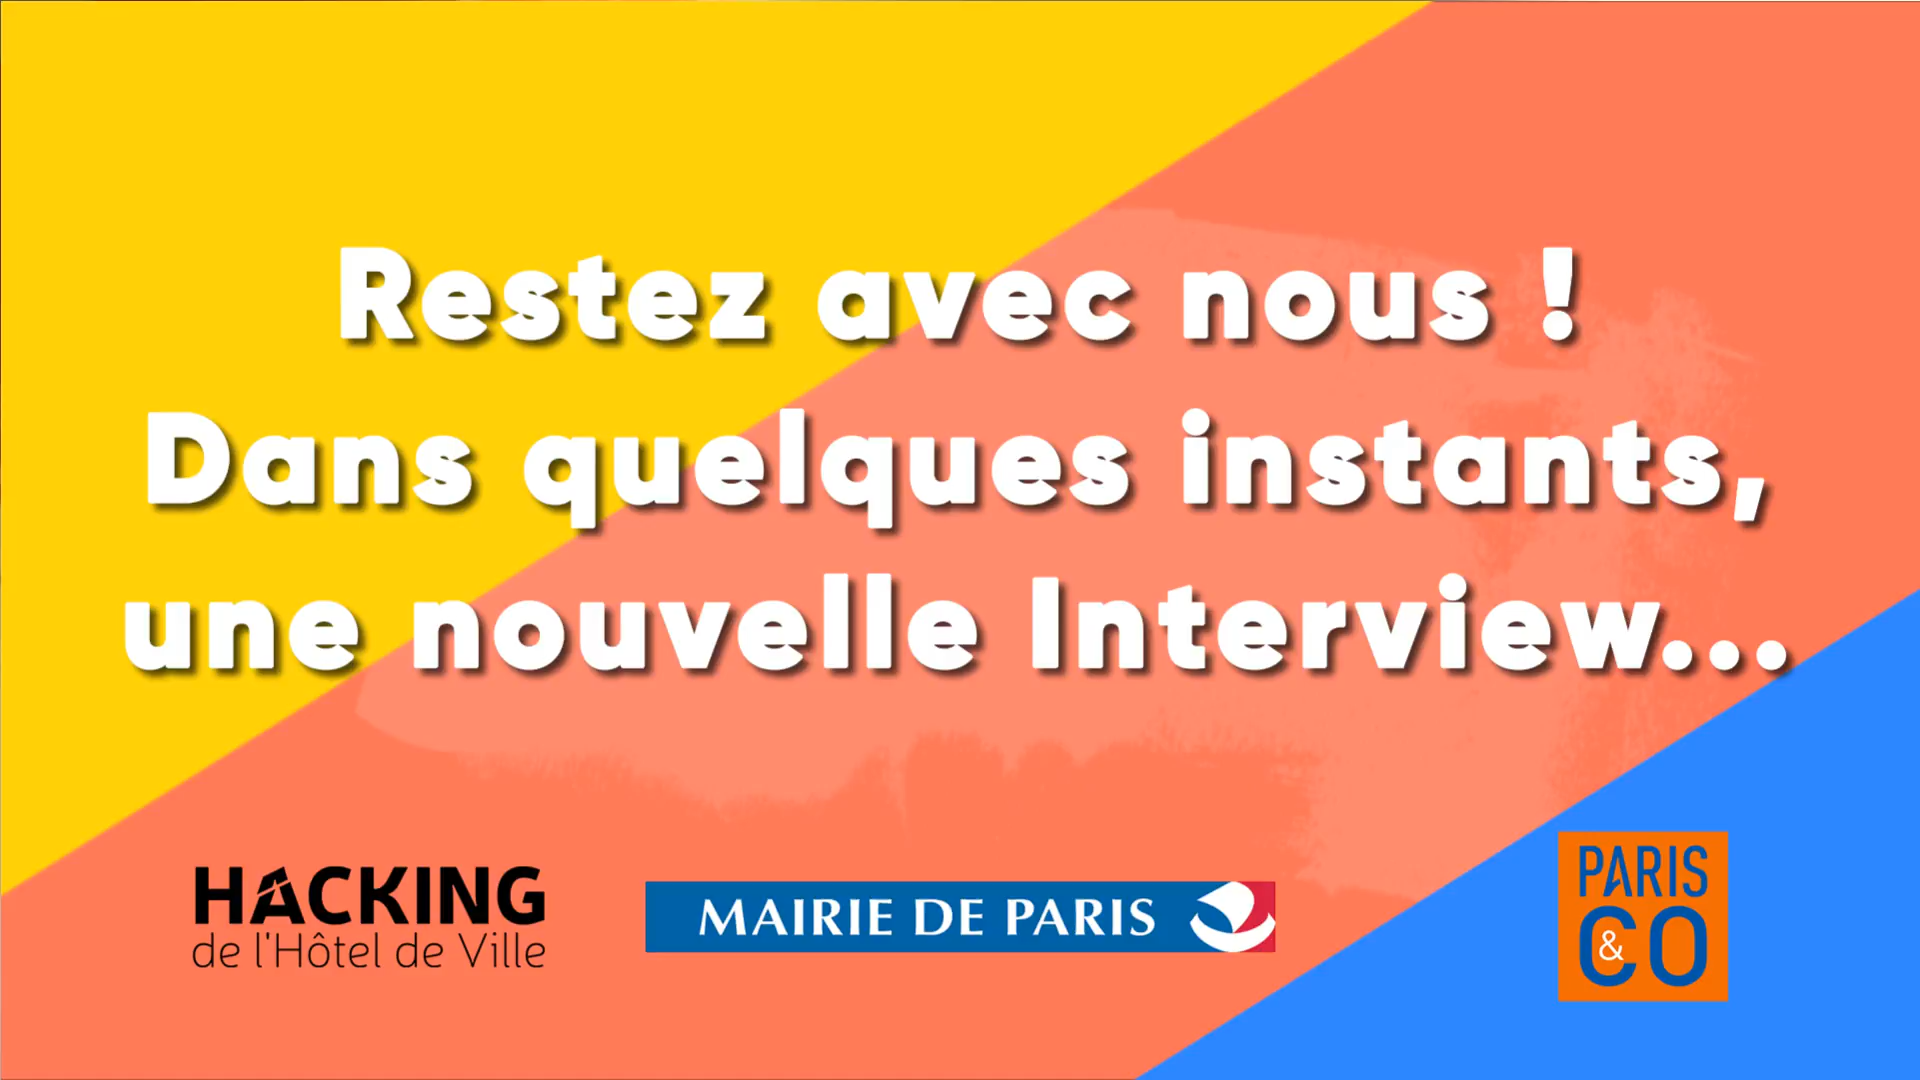 Restez avec nous !
Dans quelques instants,
une nouvelle Interview...
HACKING
de l'Hôtel de Ville
MAIRIE DE PARIS
PARIS
&CO